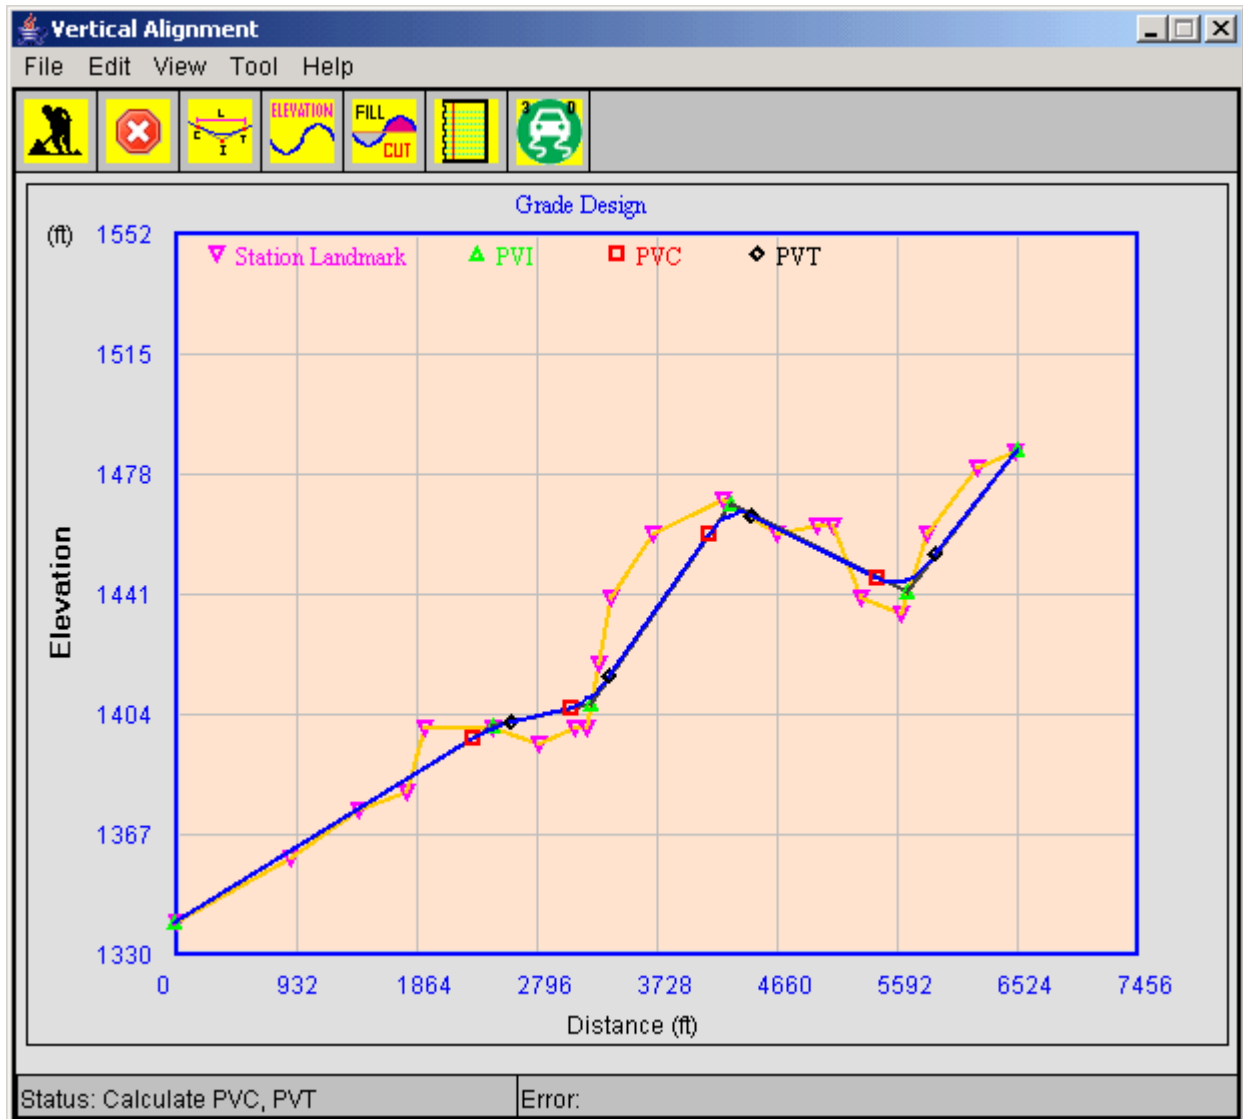 Vertical Alignment
File Edit View Tool Help
L
C T
I
ELEVATION
FILL
CUT
3 D
Grade Design
(ft)
Station Landmark PVI PVC PVT
1552
1515
1478
1441
1404
1367
1330
Elevation
0 932 1864 2796 3728 4660 5592 6524 7456
Distance (ft)
Status: Calculate PVC, PVT Error: